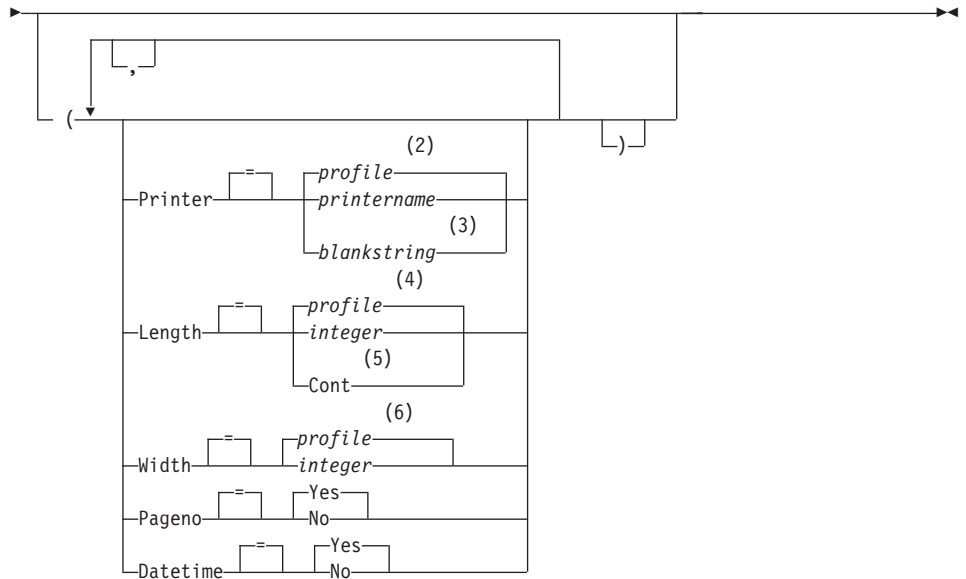 ,
(
)
(2)
= profile
Printer printername
(3)
blankstring
(4)
= profile
Length integer
(5)
Cont
(6)
= profile
Width integer
= Yes
Pageno No
= Yes
Datetime No